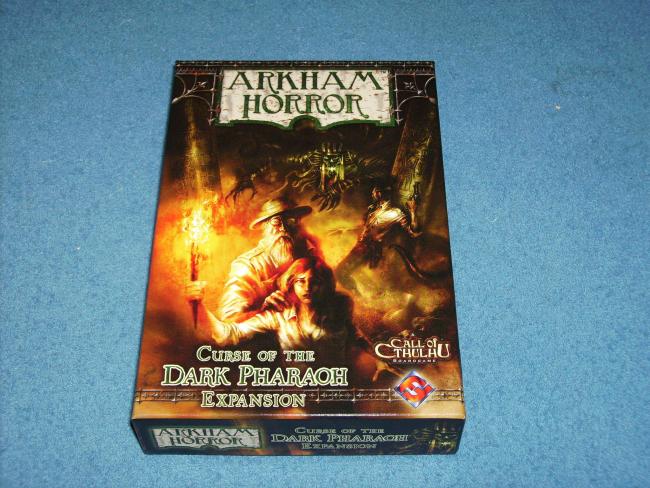 ARKHAM
HORROR
CURSE OF THE
DARK PHARAOH
EXPANSION
A
CALL OF
CTHULHU
BOARDGAME
ARKHAM
HORROR
CURSE OF THE
DARK PHARAOH
EXPANSION